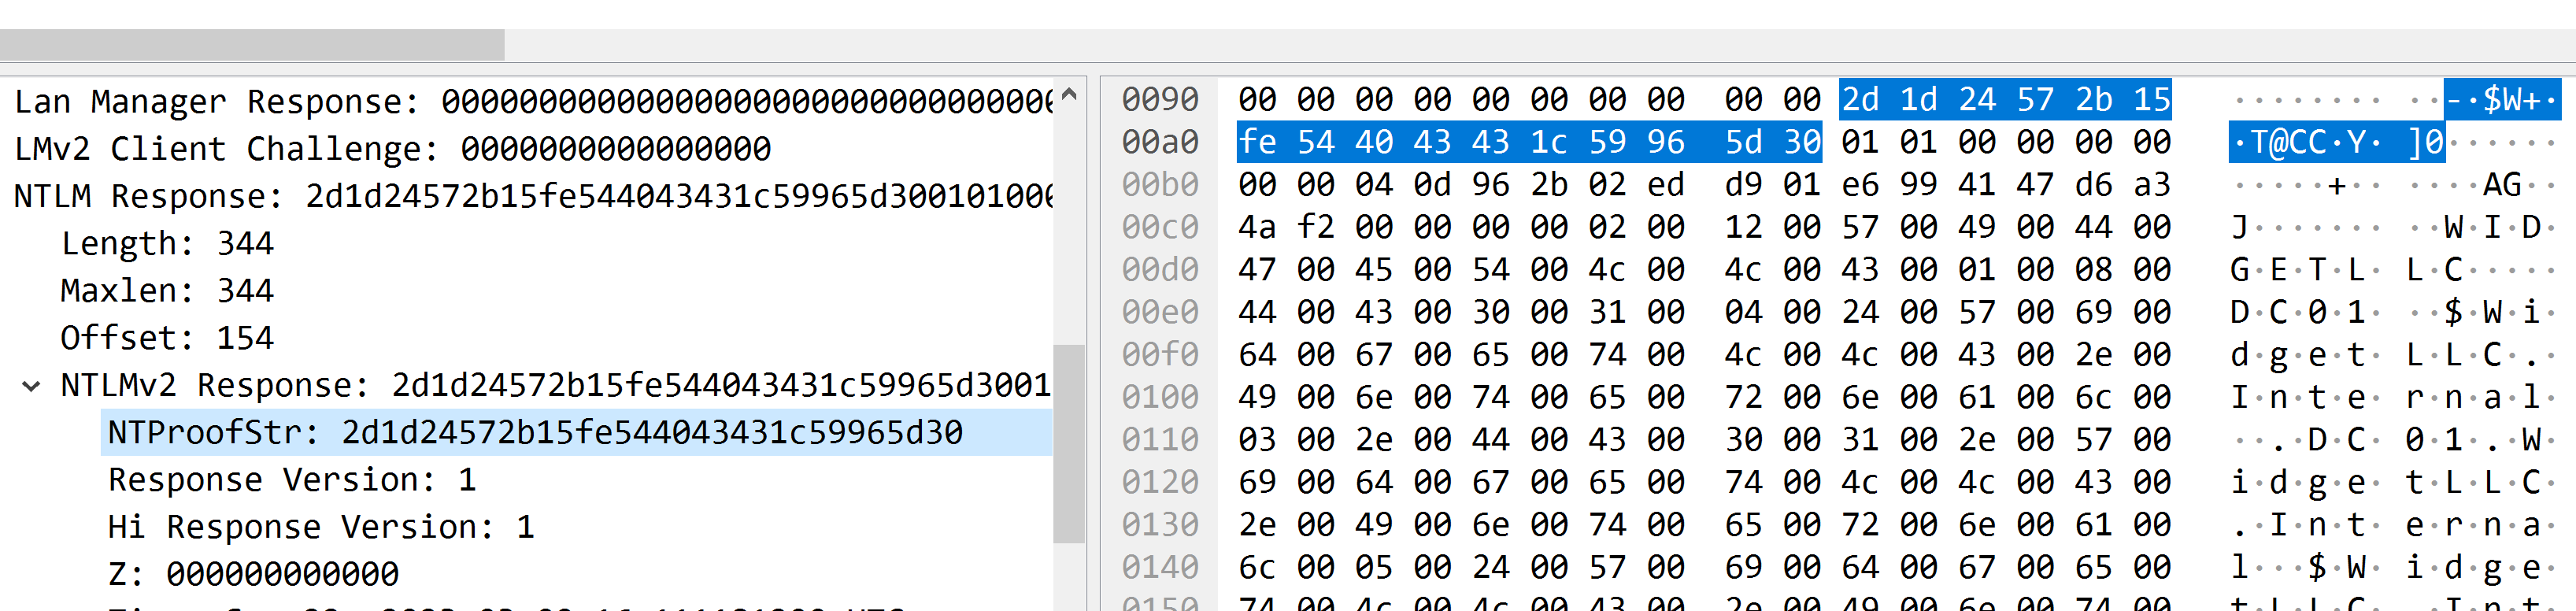 Lan Manager Response: 00000000000000000000000000000000
LMv2 Client Challenge: 0000000000000000
NTLM Response: 2d1d24572b15fe544043431c59965d300101000
Length: 344
Maxlen: 344
Offset: 154
NTLMv2 Response: 2d1d24572b15fe544043431c59965d3001
NTProofStr: 2d1d24572b15fe544043431c59965d30
Response Version: 1
Hi Response Version: 1
Z: 000000000000
0090 00 00 00 00 00 00 00 00 00 00 2d 1d 24 57 2b 15 ········ ··-·$W+·
00a0 fe 54 40 43 43 1c 59 96 5d 30 01 01 00 00 00 00 ·T@CC·Y· ]0······
00b0 00 00 04 0d 96 2b 02 ed d9 01 e6 99 41 47 d6 a3 ·····+·· ····AG··
00c0 4a f2 00 00 00 00 02 00 12 00 57 00 49 00 44 00 J······· ··W·I·D·
00d0 47 00 45 00 54 00 4c 00 4c 00 43 00 01 00 08 00 G·E·T·L· L·C·····
00e0 44 00 43 00 30 00 31 00 04 00 24 00 57 00 69 00 D·C·0·1· ··$·W·i·
00f0 64 00 67 00 65 00 74 00 4c 00 4c 00 43 00 2e 00 d·g·e·t· L·L·C·.·
0100 49 00 6e 00 74 00 65 00 72 00 6e 00 61 00 6c 00 I·n·t·e· r·n·a·l·
0110 03 00 2e 00 44 00 43 00 30 00 31 00 2e 00 57 00 ··.·D·C· 0·1·.·W·
0120 69 00 64 00 67 00 65 00 74 00 4c 00 4c 00 43 00 i·d·g·e· t·L·L·C·
0130 2e 00 49 00 6e 00 74 00 65 00 72 00 6e 00 61 00 .·I·n·t· e·r·n·a·
0140 6c 00 05 00 24 00 57 00 69 00 64 00 67 00 65 00 l···$·W· i·d·g·e·
0150 74 00 4c 00 4c 00 43 00 2e 00 49 00 6e 00 74 00 t·L·L·C· .·I·n·t·